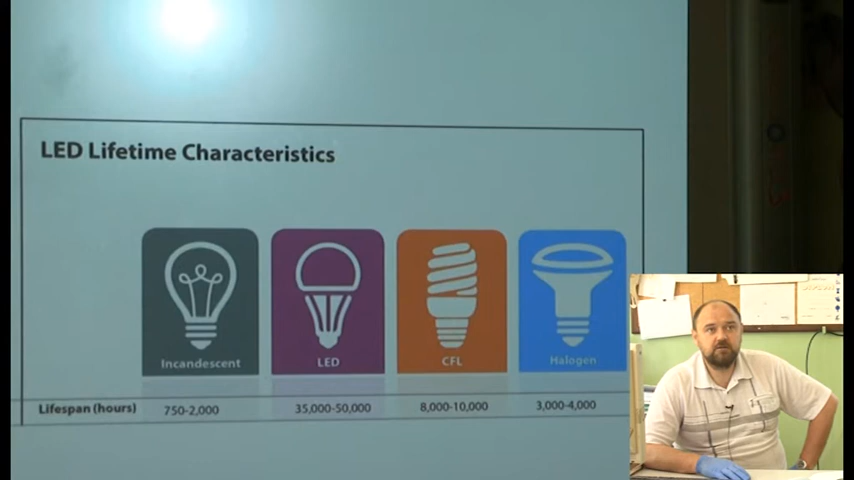 LED Lifetime Characteristics
Incandescent
LED
CFL
Halogen
Lifespan (hours) 750-2,000 35,000-50,000 8,000-10,000 3,000-4,000